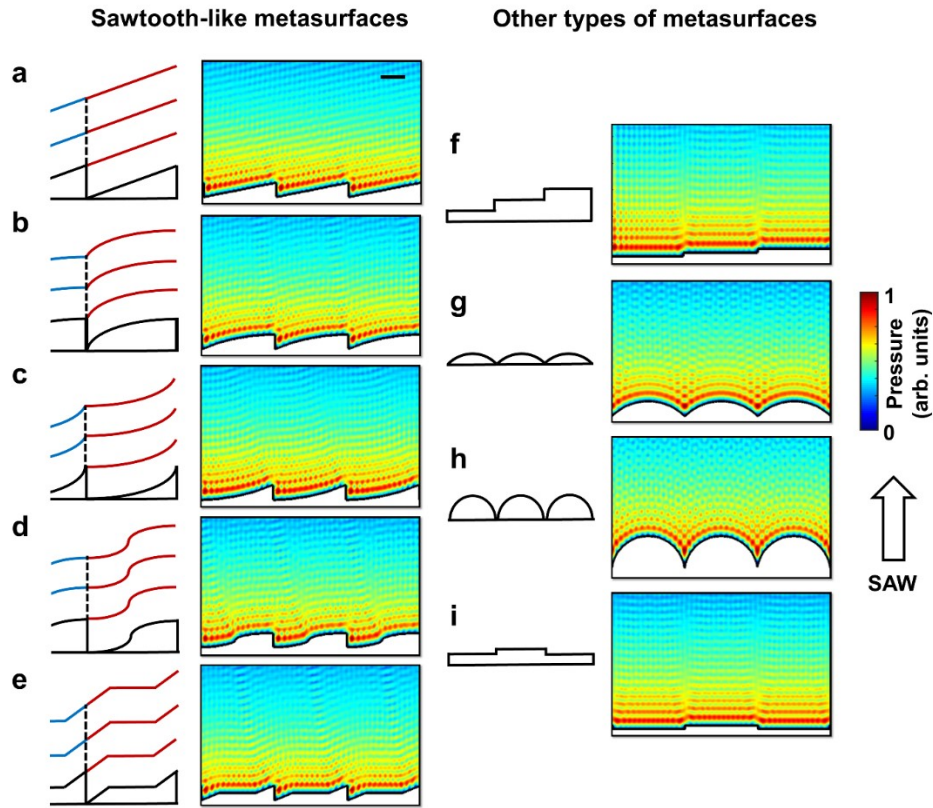 Sawtooth-like metasurfaces
Other types of metasurfaces
a
b
c
d
e
f
g
h
i
1
Pressure
(arb. units)
0
SAW